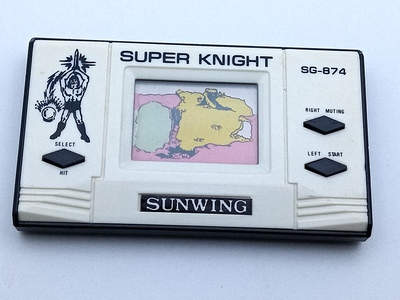 SUPER KNIGHT
SG-874
RIGHT MUTING
SELECT
HIT
LEFT START
SUNWING